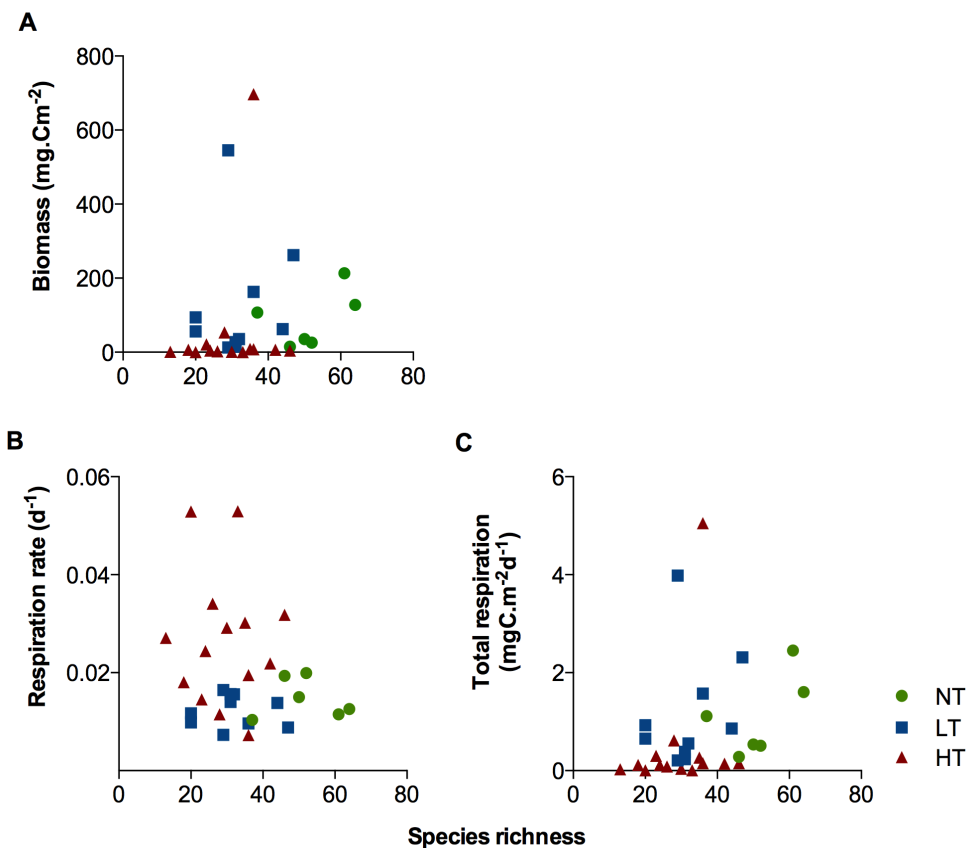 A
Biomass (mg.Cm-2)
800
600
400
200
0
0 20 40 60 80
B
Respiration rate (d-1)
0.06
0.04
0.02
0 20 40 60 80
C
Total respiration
(mgC.m-2d-1)
6
4
2
0
0 20 40 60 80
NT
LT
HT
Species richness